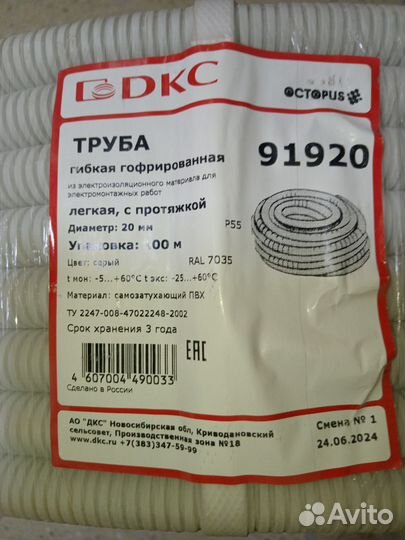 DKC
OCTOPUS
ТРУБА
гибкая гофрированная
91920
из электроизоляционного материала для
электромонтажных работ
легкая, с протяжкой
Диаметр: 20 мм
P55
Упаковка: 100 м
Цвет: серый
RAL 7035
t мон: -5...+60°C t экс: -25...+60°C
Материал: самозатухающий ПВХ
ТУ 2247-008-47022248-2002
Срок хранения 3 года
EAC
4 607004 490033
Сделано в России
АО "ДКС" Новосибирская обл, Криводановский
сельсовет, Производственная зона №18
www.dkc.ru +7(383)347-59-99
Смена № 1
24.06.2024
Avito